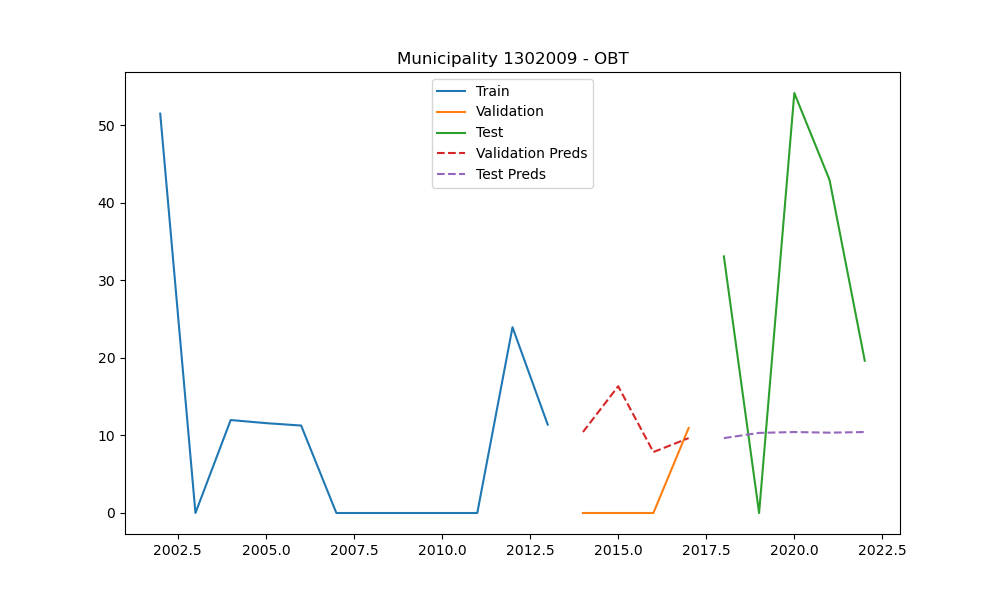 Municipality 1302009 - OBT
Train
Validation
Test
Validation Preds
Test Preds
50
40
30
20
10
0
2002.5 2005.0 2007.5 2010.0 2012.5 2015.0 2017.5 2020.0 2022.5